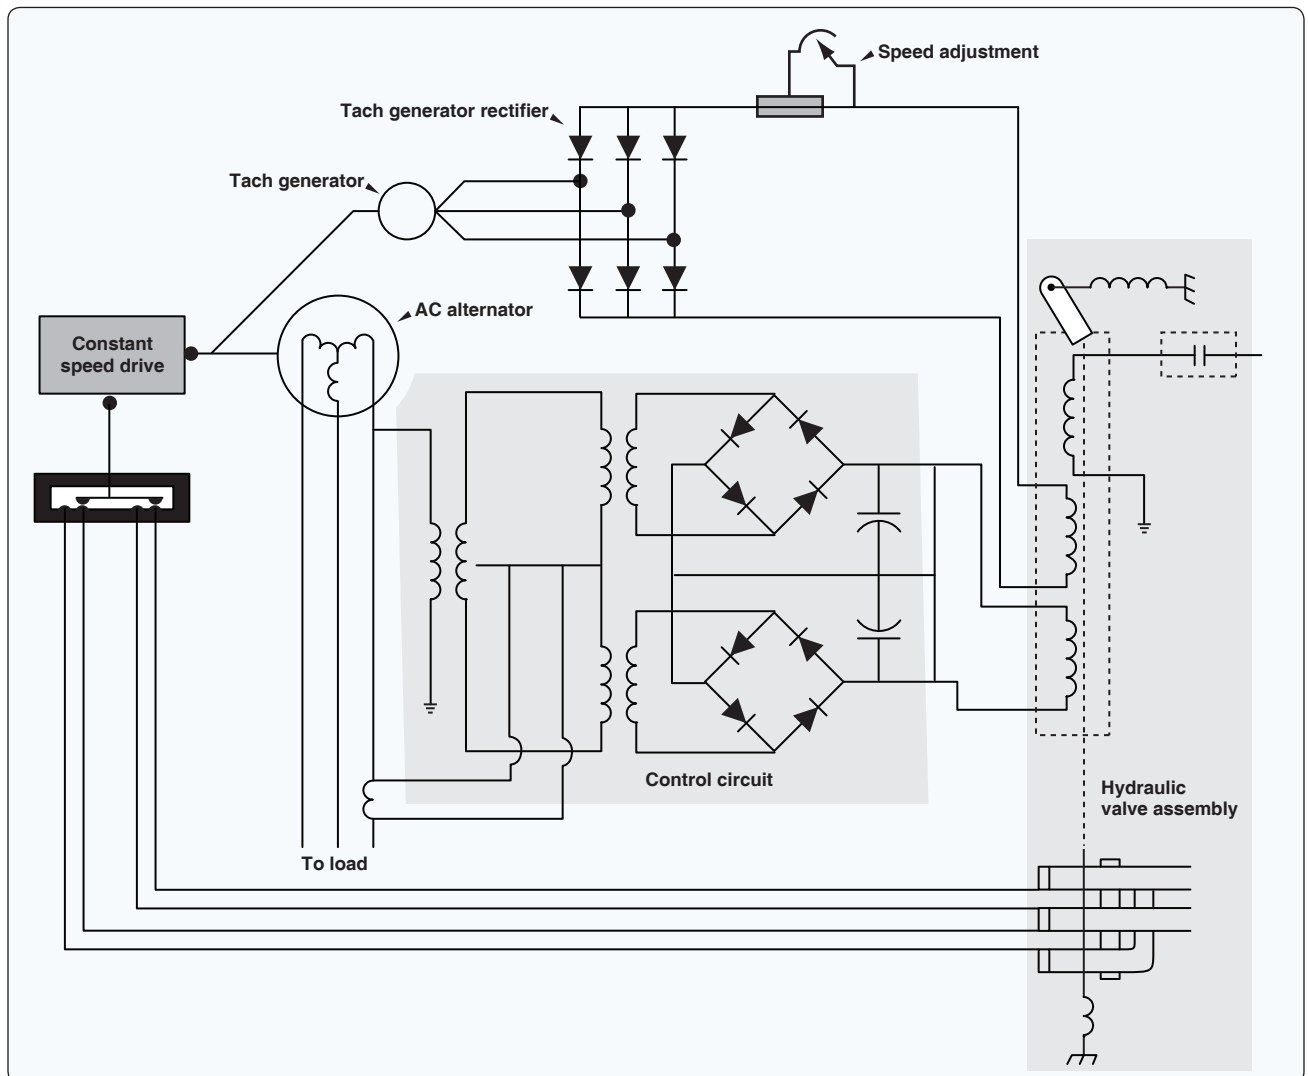 Speed adjustment
Tach generator rectifier
Tach generator
AC alternator
Constant
speed drive
Control circuit
Hydraulic
valve assembly
To load